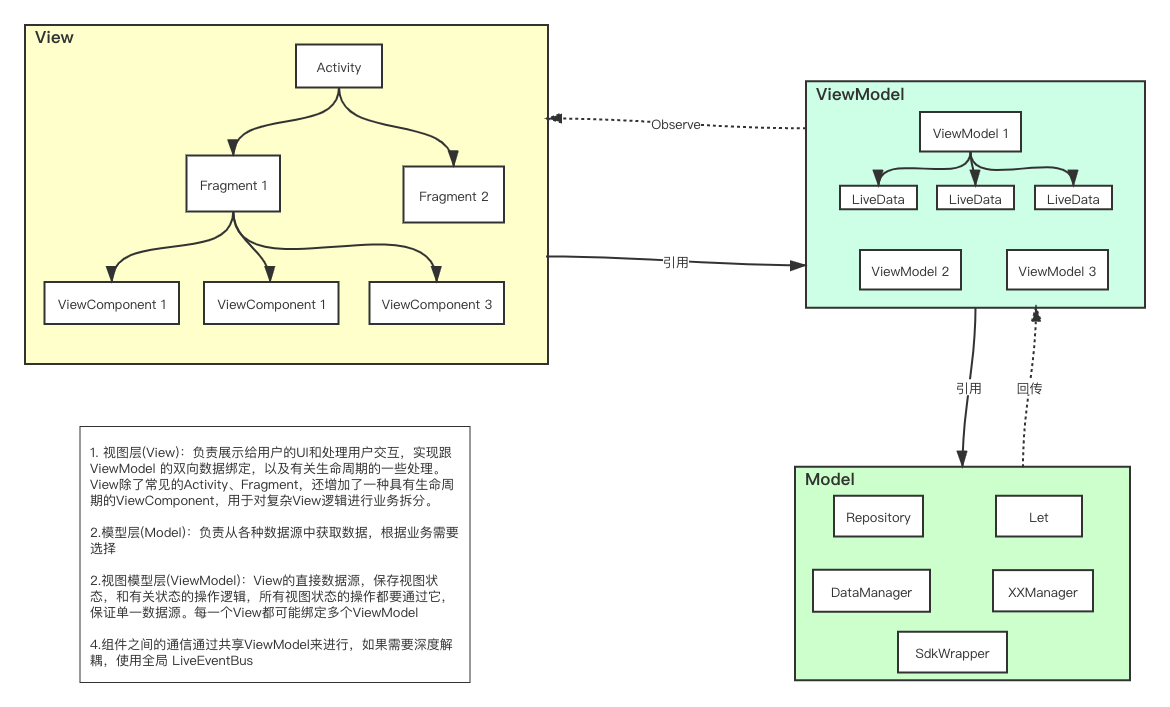 View
Activity
Fragment 1
Fragment 2
ViewComponent 1
ViewComponent 1
ViewComponent 3
Observe
引用
ViewModel
ViewModel 1
LiveData
LiveData
LiveData
ViewModel 2
ViewModel 3
引用
回传
Model
Repository
Let
DataManager
XXManager
SdkWrapper
1. 视图层(View)：负责展示给用户的UI和处理用户交互，实现跟
ViewModel 的双向数据绑定，以及有关生命周期的一些处理。
View除了常见的Activity、Fragment，还增加了一种具有生命周
期的ViewComponent，用于对复杂View逻辑进行业务拆分。
2.模型层(Model)：负责从各种数据源中获取数据，根据业务需要
选择
2.视图模型层(ViewModel)：View的直接数据源，保存视图状
态，和有关状态的操作逻辑，所有视图状态的操作都要通过它，
保证单一数据源。每一个View都可能绑定多个ViewModel
4.组件之间的通信通过共享ViewModel来进行，如果需要深度解
耦，使用全局 LiveEventBus